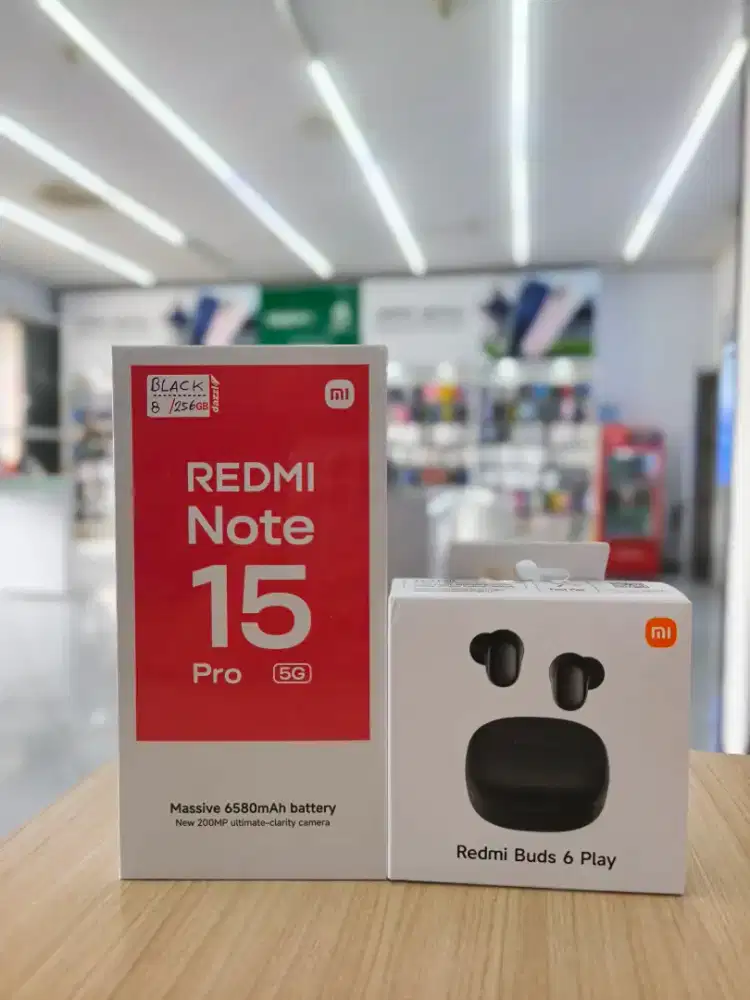 BLACK
8 /256GB
dazzl
mi
REDMI
Note
15
Pro 5G
Massive 6580mAh battery
New 200MP ultimate-clarity camera
mi
Redmi Buds 6 Play